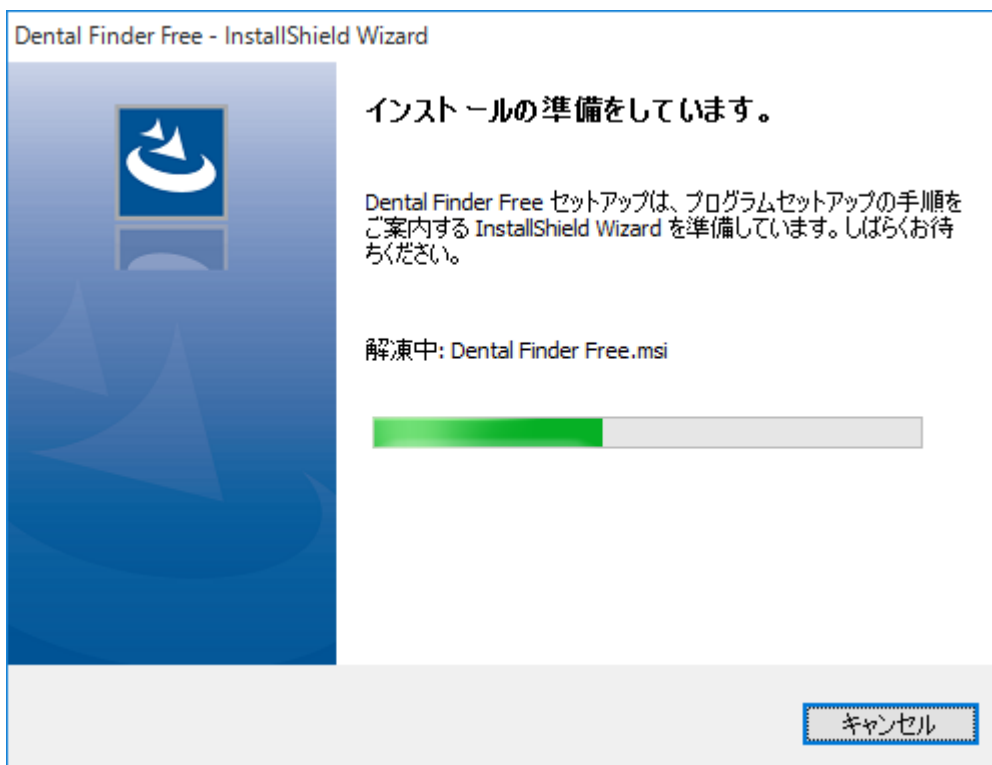 Dental Finder Free - InstallShield Wizard
インストールの準備をしています。
Dental Finder Free セットアップは、プログラムセットアップの手順を
ご案内する InstallShield Wizard を準備しています。しばらくお待
ちください。
解凍中: Dental Finder Free.msi
キャンセル